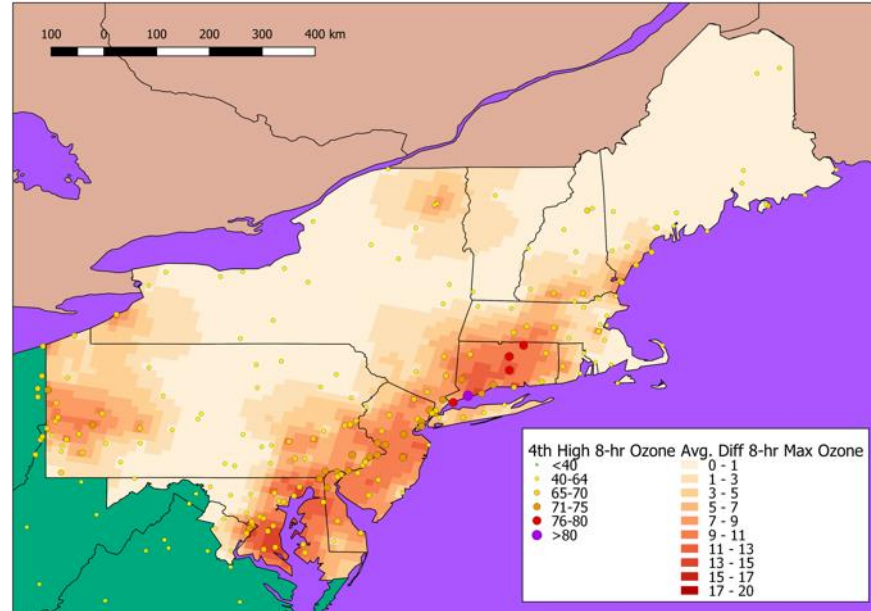 100 0 100 200 300 400 km
4th High 8-hr Ozone
<40
40-64
65-70
71-75
76-80
>80
Avg. Diff 8-hr Max Ozone
0 - 1
1 - 3
3 - 5
5 - 7
7 - 9
9 - 11
11 - 13
13 - 15
15 - 17
17 - 20